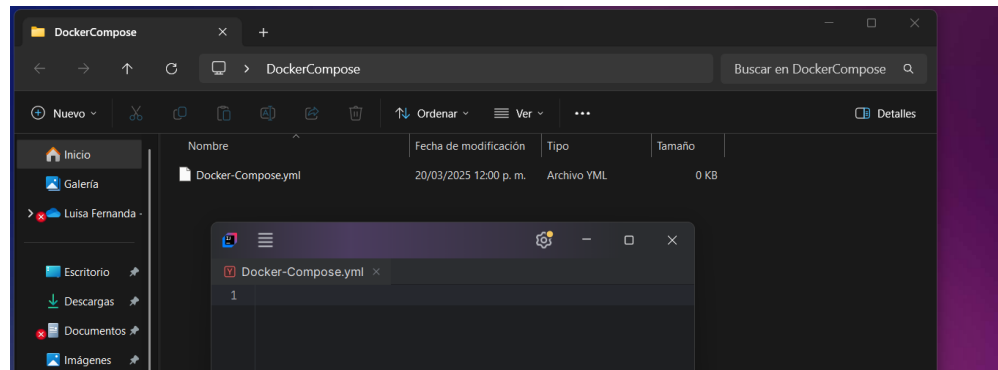 DockerCompose
DockerCompose
Buscar en DockerCompose
Nuevo
Ordenar
Ver
Detalles
Inicio
Nombre
Fecha de modificación
Tipo
Tamaño
Galería
Docker-Compose.yml
20/03/2025 12:00 p. m.
Archivo YML
0 KB
Luisa Fernanda -
Docker-Compose.yml
Escritorio
1
Descargas
Documentos
Imágenes